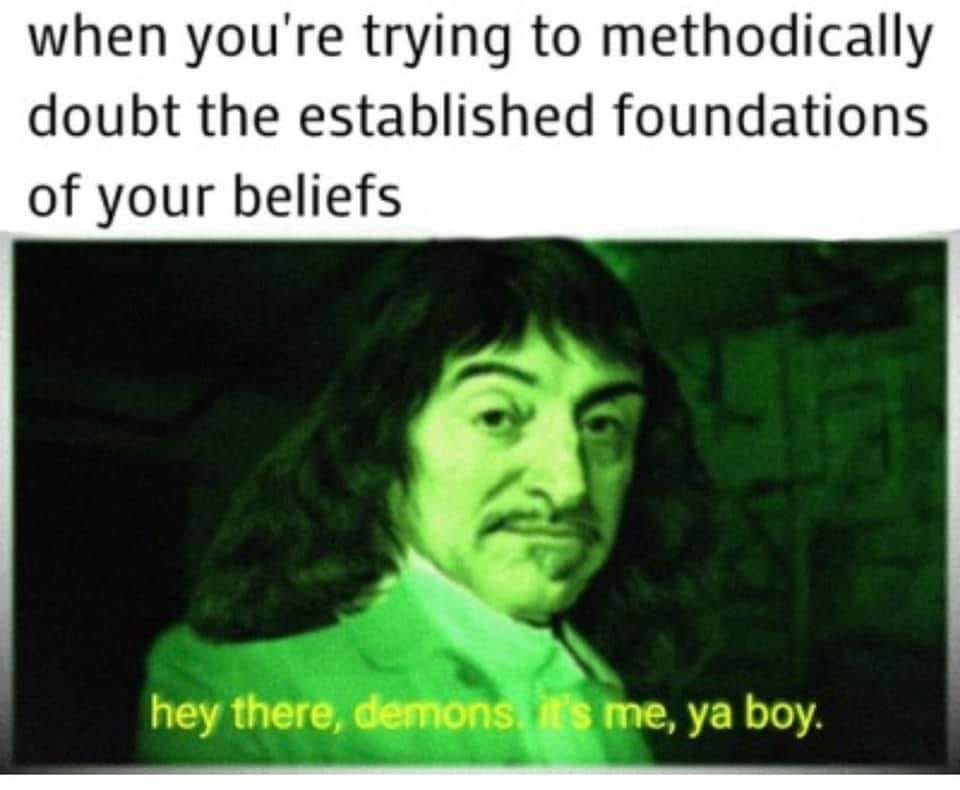 when you're trying to methodically
doubt the established foundations
of your beliefs
hey there, demons. it's me, ya boy.